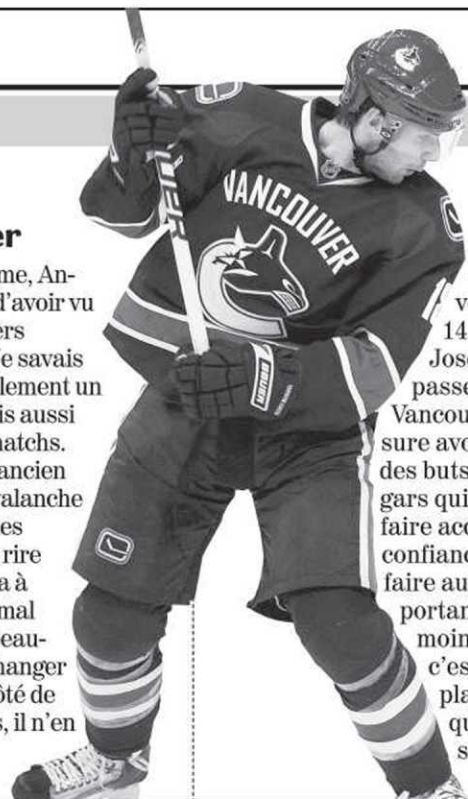 VANCOUVER
er
me, An-
d'avoir vu
ers
e savais
lement un
is aussi
natchs.
ancien
valanche
es
rire
a à
mal
eau-
nanger
ôté de
s, il n'en
v
14
José
passe
Vancou
sure avo
des buts
gars qui
faire acc
confianc
faire au
portan
moin
c'es
pla
qu
s